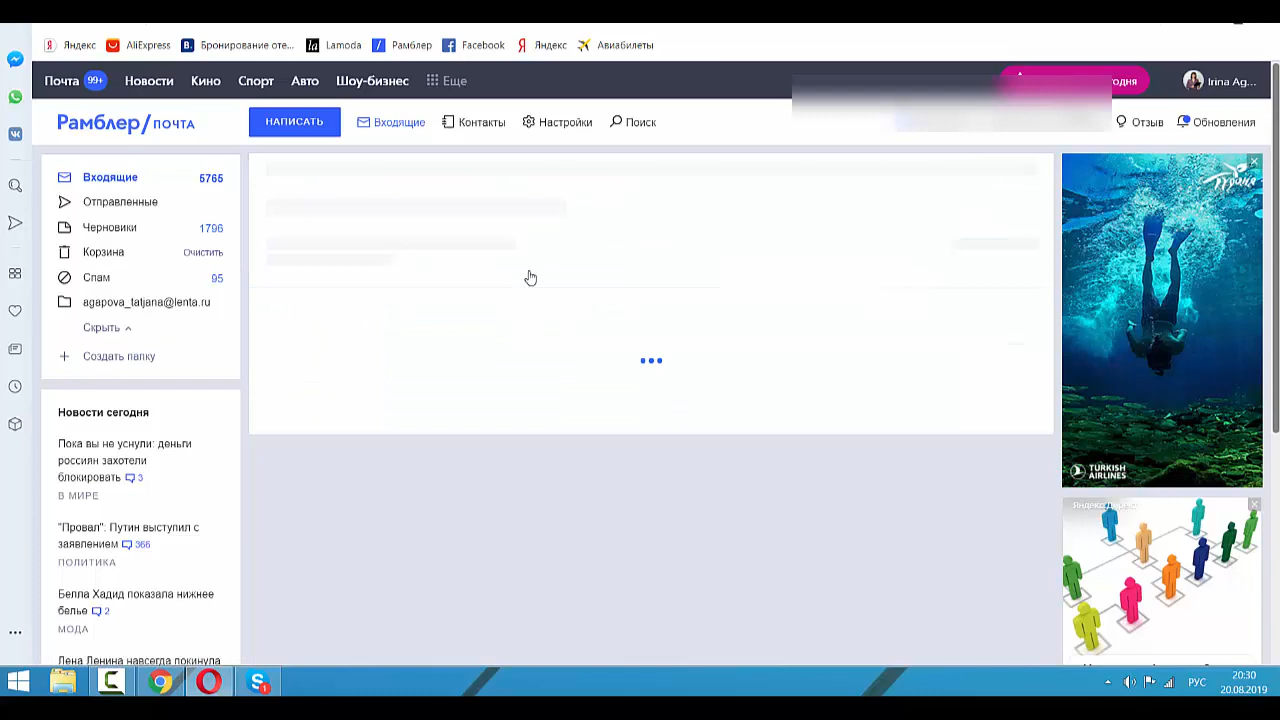 Яндекс AliExpress Бронирование оте... Lamoda Рамблер Facebook Яндекс Авиабилеты
Почта 99+ Новости Кино Спорт Авто Шоу-бизнес Еще
Irina Ag...
Рамблер/ПОЧТА НАПИСАТЬ Входящие Контакты Настройки Поиск Отзыв Обновления
Входящие 5765
Отправленные
Черновики 1796
Корзина Очистить
Спам 95
agapova_tatjana@lenta.ru
Скрыть
Создать папку
Новости сегодня
Пока вы не уснули: деньги
россиян захотели
блокировать 3
В МИРЕ
"Провал": Путин выступил с
заявлением 366
ПОЛИТИКА
Белла Хадид показала нижнее
белье 2
МОДА
Лена Ленина навсегда покинула
TURKISH
AIRLINES
Яндекс.Директ
РУС
20:30
20.08.2019